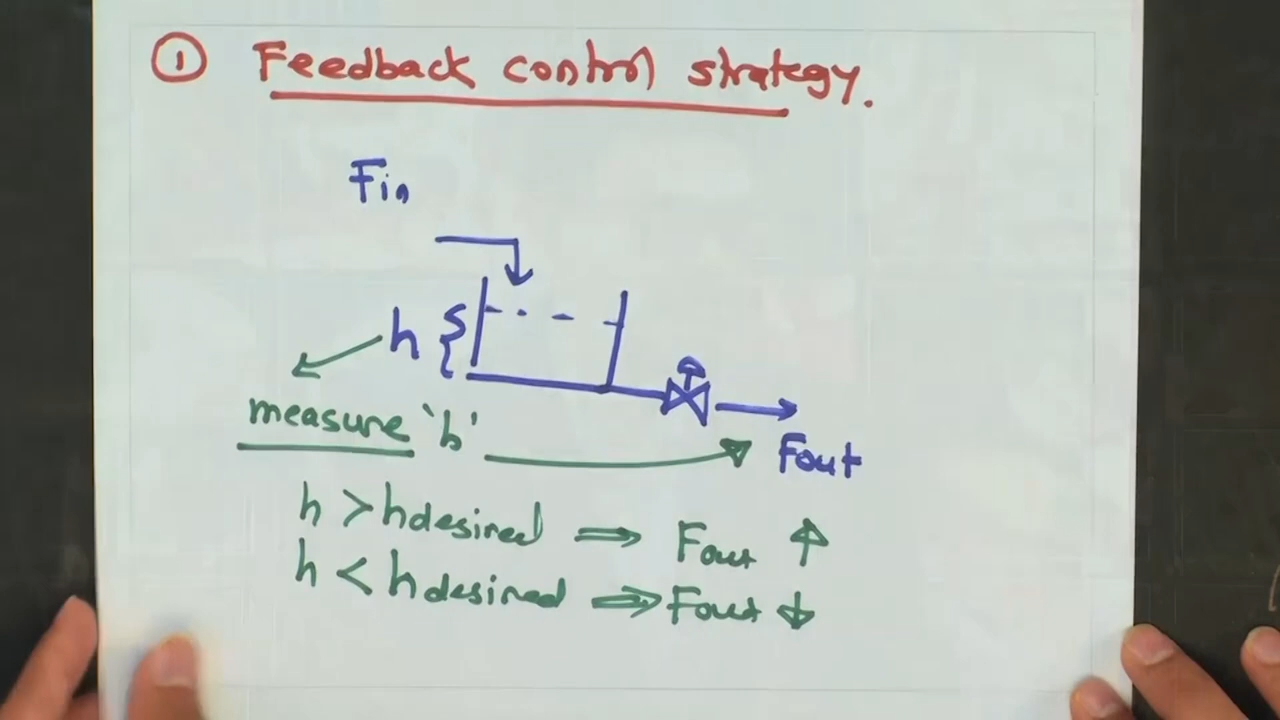 ① Feedback control strategy.
Fin
h
measure 'h'
Fout
h > hdesired ⇒ Fout ↑
h < hdesired ⇒ Fout ↓